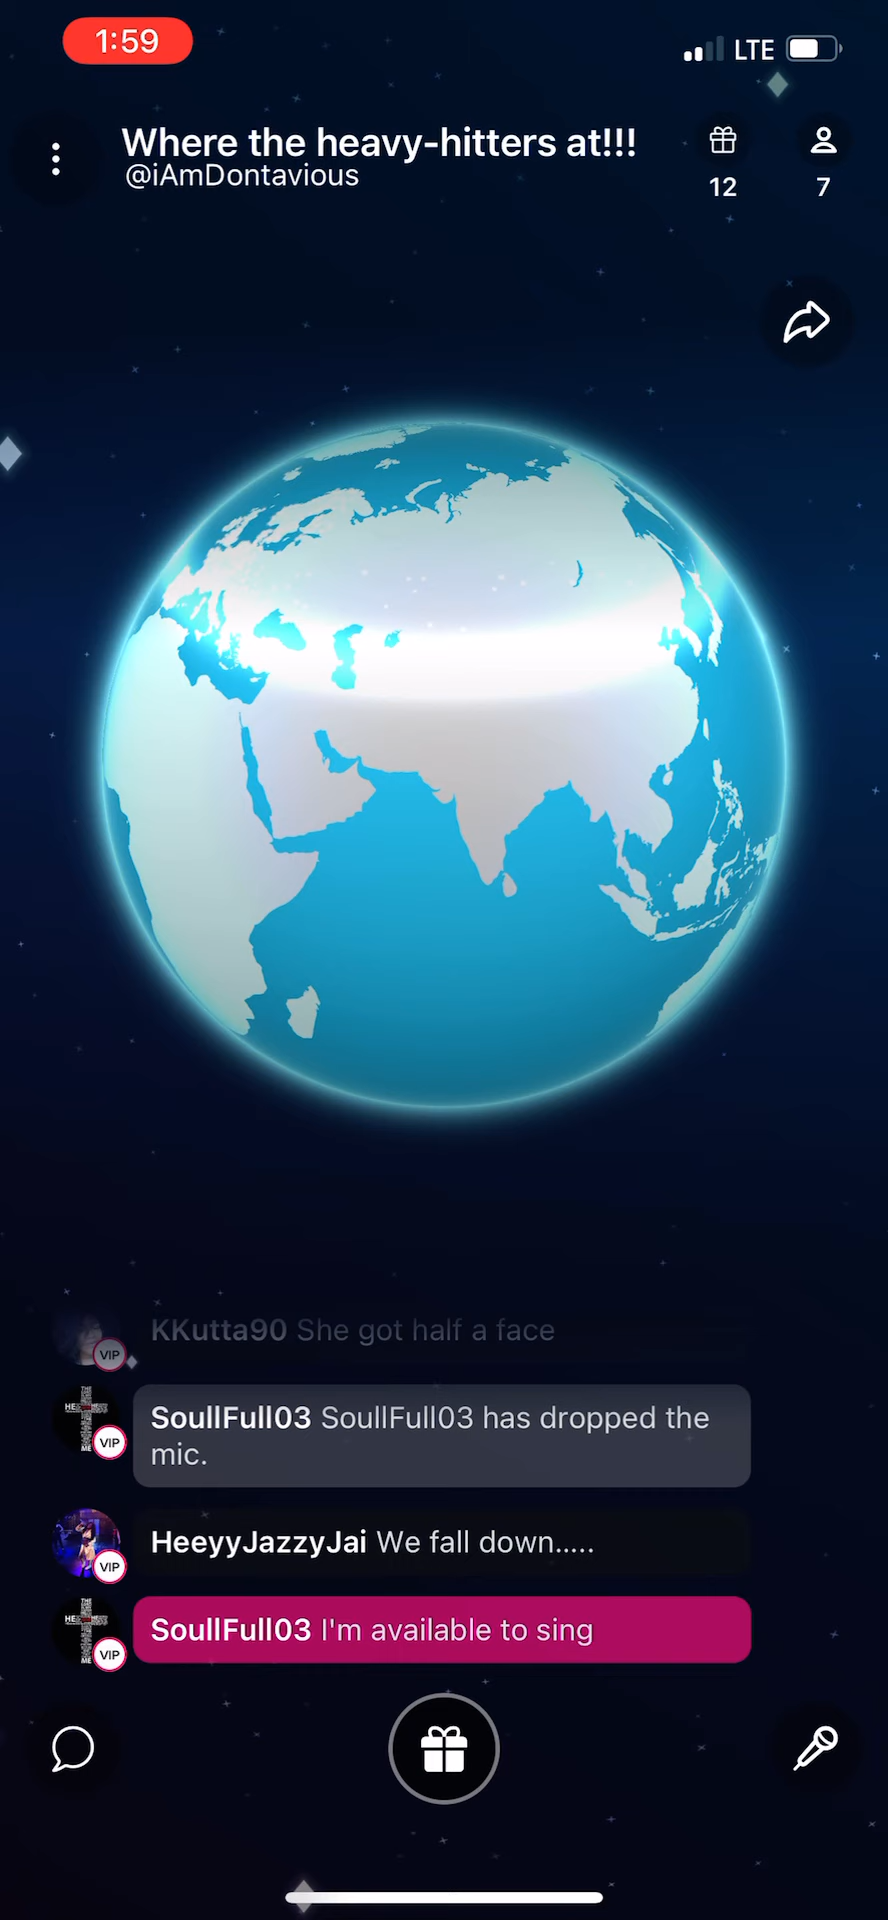 1:59
LTE
Where the heavy-hitters at!!!
@iAmDontavious
12
7
KKutta90 She got half a face
VIP
SoullFull03 SoullFull03 has dropped the
mic.
VIP
HeeyyJazzyJai We fall down.....
VIP
SoullFull03 I'm available to sing
VIP